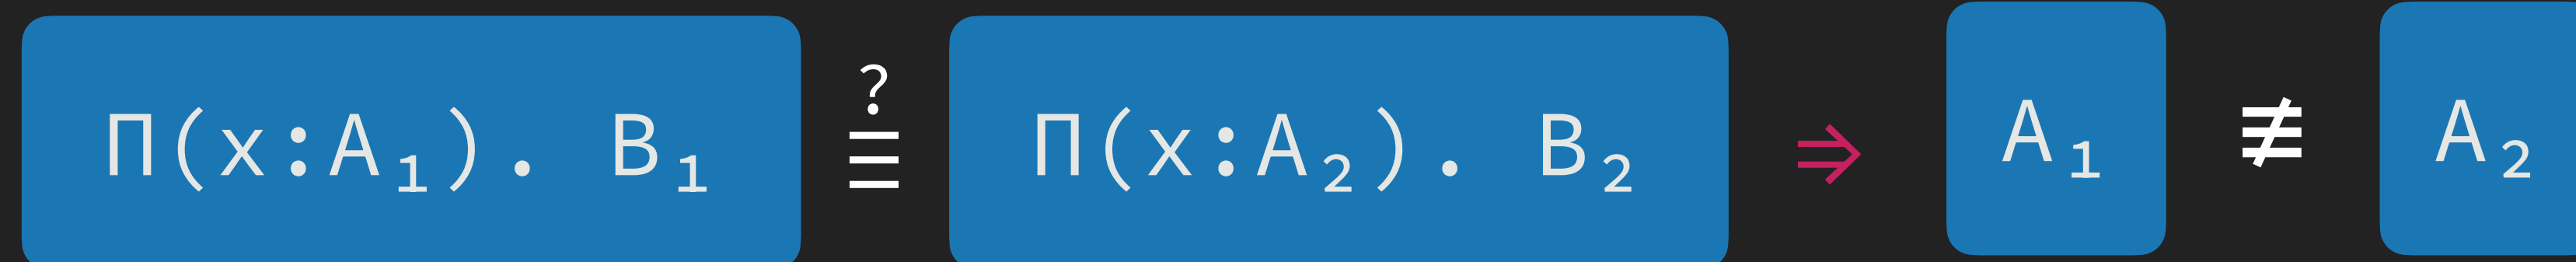 Π(x:A₁). B₁ ≟ Π(x:A₂). B₂ ⇒ A₁ ≢ A₂